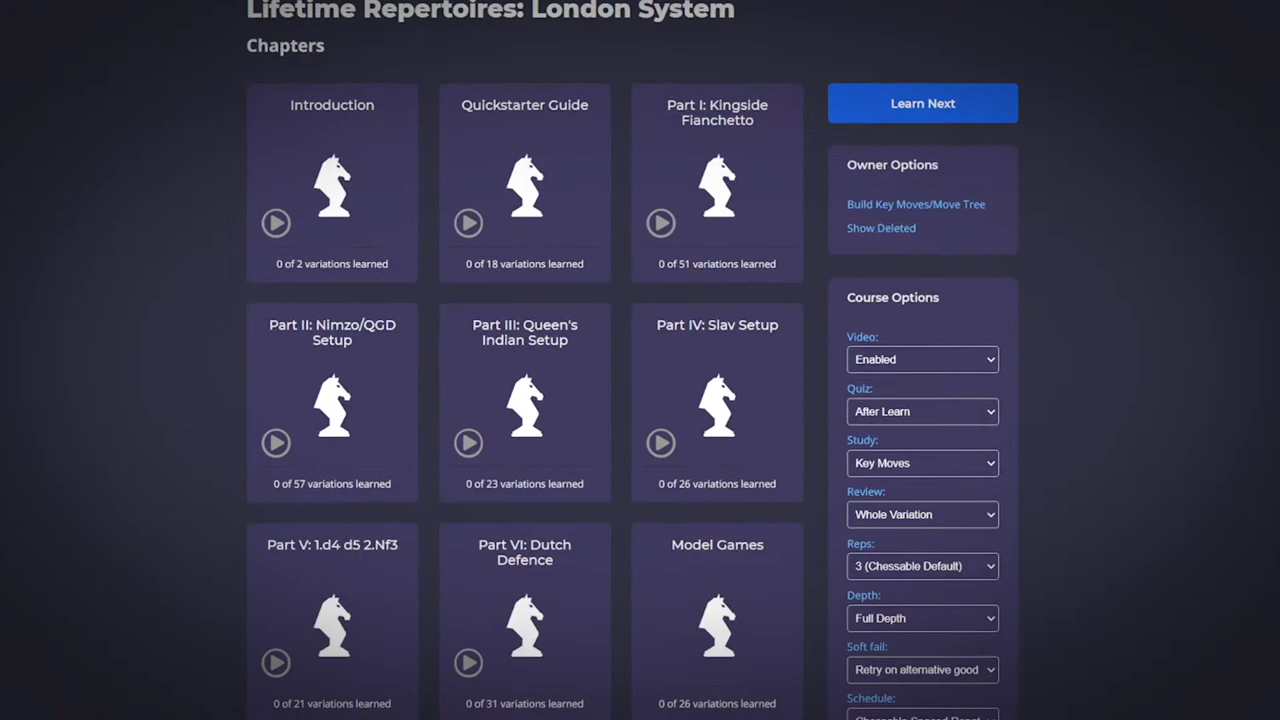 Lifetime Repertoires: London System
Chapters
Introduction
0 of 2 variations learned
Quickstarter Guide
0 of 18 variations learned
Part I: Kingside
Fianchetto
0 of 51 variations learned
Part II: Nimzo/QGD
Setup
0 of 57 variations learned
Part III: Queen's
Indian Setup
0 of 23 variations learned
Part IV: Slav Setup
0 of 26 variations learned
Part V: 1.d4 d5 2.Nf3
0 of 21 variations learned
Part VI: Dutch
Defence
0 of 31 variations learned
Model Games
0 of 26 variations learned
Learn Next
Owner Options
Build Key Moves/Move Tree
Show Deleted
Course Options
Video:
Enabled
Quiz:
After Learn
Study:
Key Moves
Review:
Whole Variation
Reps:
3 (Chessable Default)
Depth:
Full Depth
Soft fail:
Retry on alternative good
Schedule: